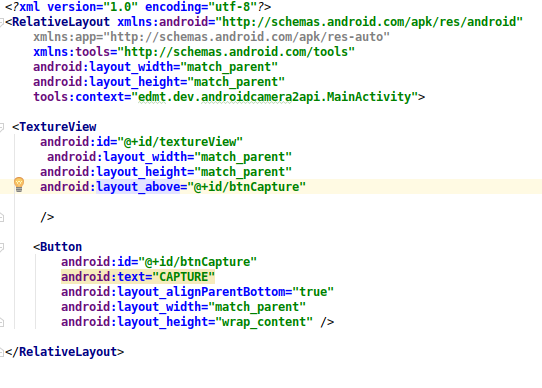 <?xml version="1.0" encoding="utf-8"?>
<RelativeLayout xmlns:android="http://schemas.android.com/apk/res/android"
    xmlns:app="http://schemas.android.com/apk/res-auto"
    xmlns:tools="http://schemas.android.com/tools"
    android:layout_width="match_parent"
    android:layout_height="match_parent"
    tools:context="edmt.dev.androidcamera2api.MainActivity">
 <TextureView
     android:id="@+id/textureView"
      android:layout_width="match_parent"
     android:layout_height="match_parent"
     android:layout_above="@+id/btnCapture"
     />
    <Button
        android:id="@+id/btnCapture"
        android:text="CAPTURE"
        android:layout_alignParentBottom="true"
        android:layout_width="match_parent"
        android:layout_height="wrap_content" />
</RelativeLayout>